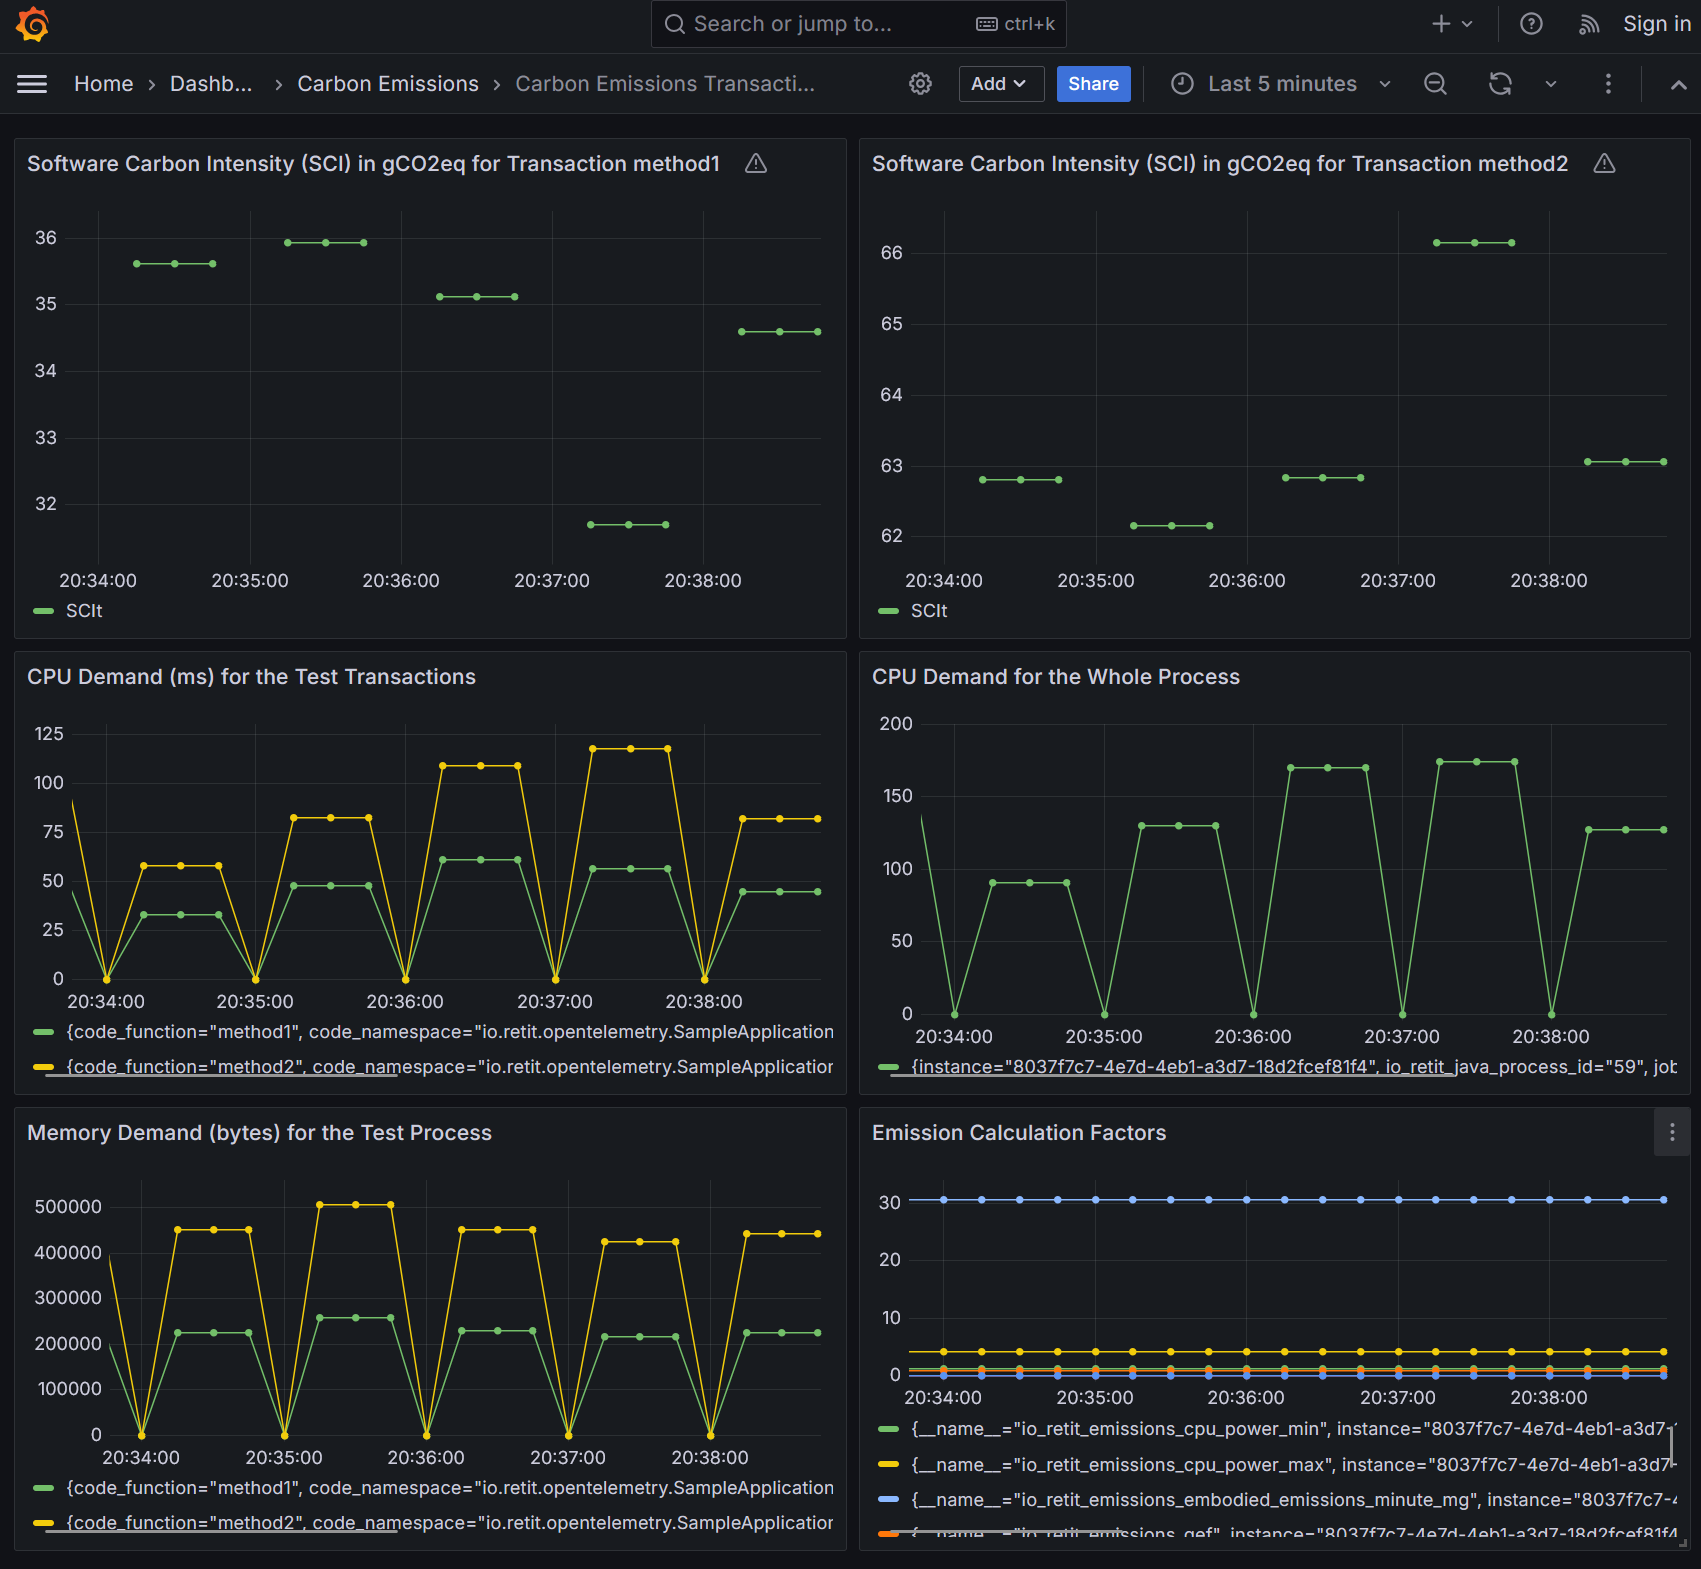 Search or jump to... ctrl+k
Sign in
Home › Dashb... › Carbon Emissions › Carbon Emissions Transacti...
Add
Share
Last 5 minutes
Software Carbon Intensity (SCI) in gCO2eq for Transaction method1
36
35
34
33
32
20:34:00 20:35:00 20:36:00 20:37:00 20:38:00
SCIt
Software Carbon Intensity (SCI) in gCO2eq for Transaction method2
66
65
64
63
62
20:34:00 20:35:00 20:36:00 20:37:00 20:38:00
SCIt
CPU Demand (ms) for the Test Transactions
125
100
75
50
25
0
20:34:00 20:35:00 20:36:00 20:37:00 20:38:00
{code_function="method1", code_namespace="io.retit.opentelemetry.SampleApplication
{code_function="method2", code_namespace="io.retit.opentelemetry.SampleApplication
CPU Demand for the Whole Process
200
150
100
50
0
20:34:00 20:35:00 20:36:00 20:37:00 20:38:00
{instance="8037f7c7-4e7d-4eb1-a3d7-18d2fcef81f4", io_retit_java_process_id="59", job
Memory Demand (bytes) for the Test Process
500000
400000
300000
200000
100000
0
20:34:00 20:35:00 20:36:00 20:37:00 20:38:00
{code_function="method1", code_namespace="io.retit.opentelemetry.SampleApplication
{code_function="method2", code_namespace="io.retit.opentelemetry.SampleApplication
Emission Calculation Factors
30
20
10
0
20:34:00 20:35:00 20:36:00 20:37:00 20:38:00
{__name__="io_retit_emissions_cpu_power_min", instance="8037f7c7-4e7d-4eb1-a3d7-
{__name__="io_retit_emissions_cpu_power_max", instance="8037f7c7-4e7d-4eb1-a3d7
{__name__="io_retit_emissions_embodied_emissions_minute_mg", instance="8037f7c7-4
{__name__="io_retit_emissions_gef", instance="8037f7c7-4e7d-4eb1-a3d7-18d2fcef81f4